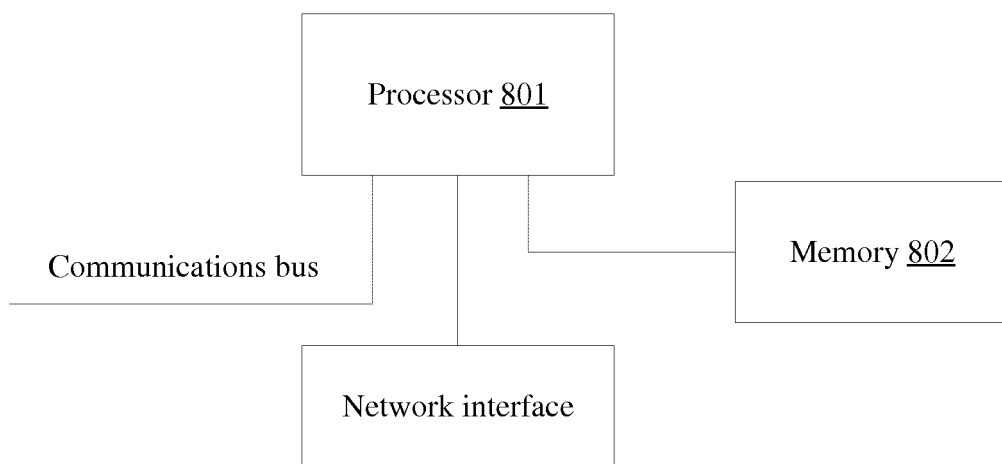 Processor 801
Communications bus
Memory 802
Network interface